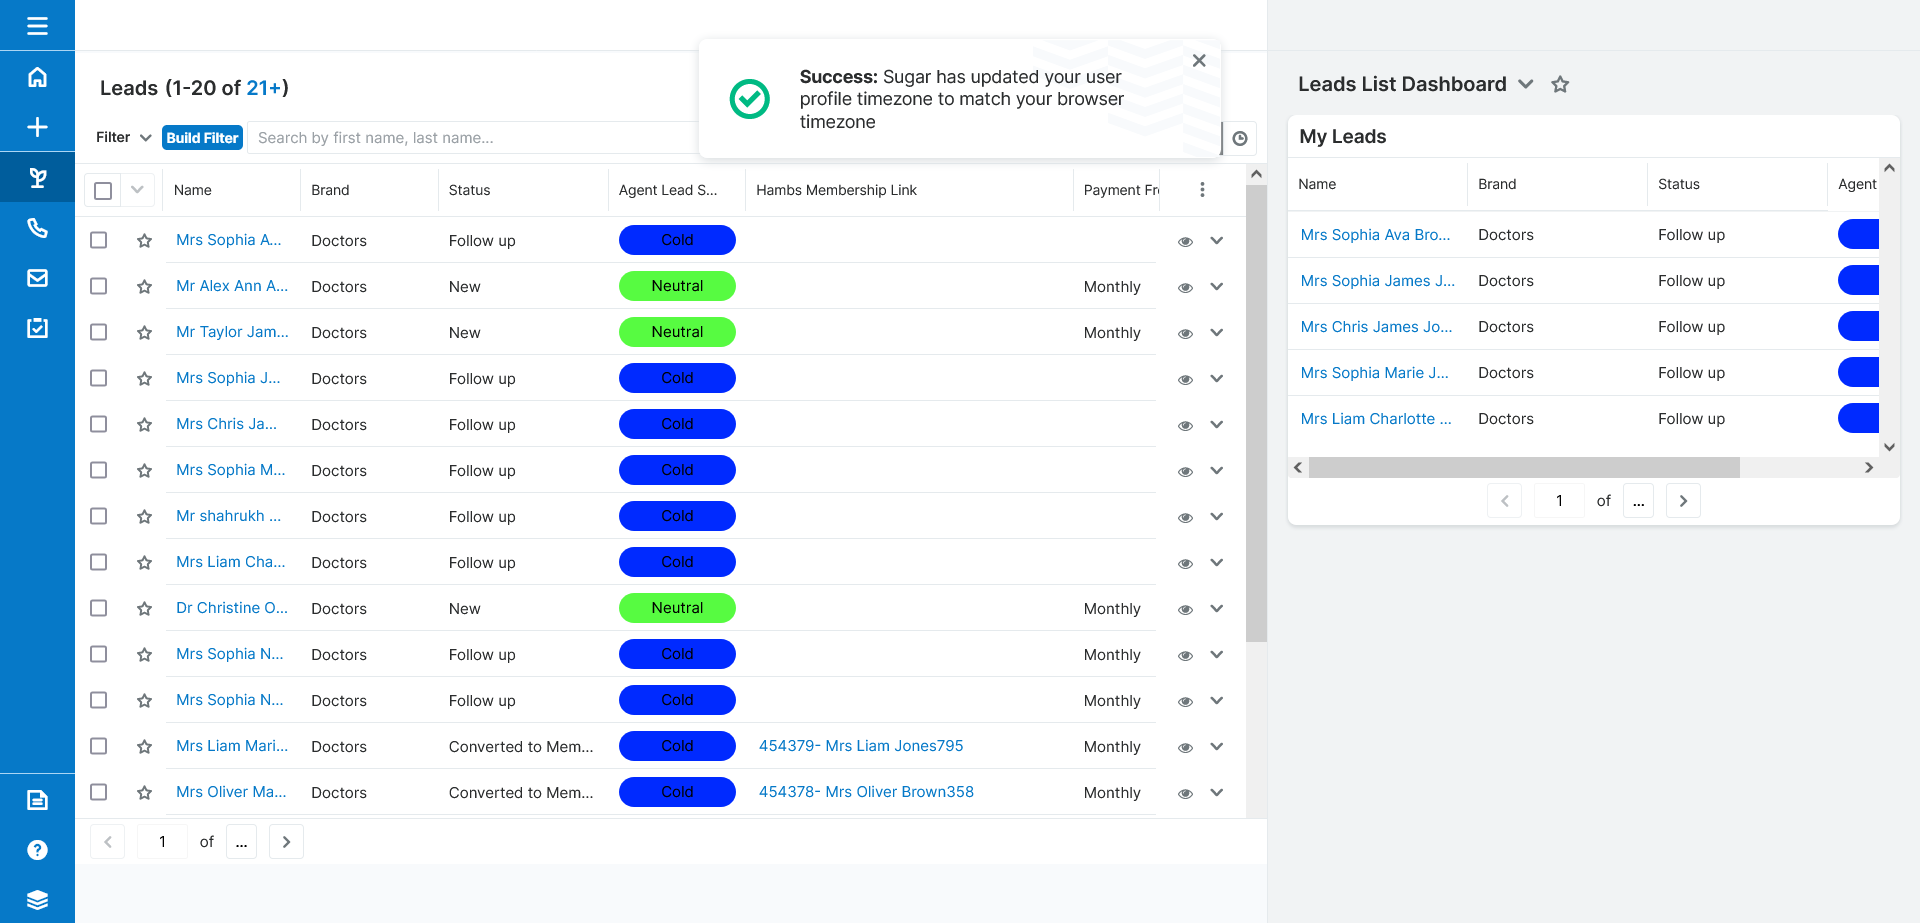 Leads (1-20 of 21+)
Success: Sugar has updated your user
profile timezone to match your browser
timezone
Filter Build Filter Search by first name, last name...
Name Brand Status Agent Lead S... Hambs Membership Link Payment Fre
Mrs Sophia A... Doctors Follow up Cold
Mr Alex Ann A... Doctors New Neutral Monthly
Mr Taylor Jam... Doctors New Neutral Monthly
Mrs Sophia J... Doctors Follow up Cold
Mrs Chris Ja... Doctors Follow up Cold
Mrs Sophia M... Doctors Follow up Cold
Mr shahrukh ... Doctors Follow up Cold
Mrs Liam Cha... Doctors Follow up Cold
Dr Christine O... Doctors New Neutral Monthly
Mrs Sophia N... Doctors Follow up Cold Monthly
Mrs Sophia N... Doctors Follow up Cold Monthly
Mrs Liam Mari... Doctors Converted to Mem... Cold 454379- Mrs Liam Jones795 Monthly
Mrs Oliver Ma... Doctors Converted to Mem... Cold 454378- Mrs Oliver Brown358 Monthly
1 of ...
Leads List Dashboard
My Leads
Name Brand Status Agent
Mrs Sophia Ava Bro... Doctors Follow up
Mrs Sophia James J... Doctors Follow up
Mrs Chris James Jo... Doctors Follow up
Mrs Sophia Marie J... Doctors Follow up
Mrs Liam Charlotte ... Doctors Follow up
1 of ...